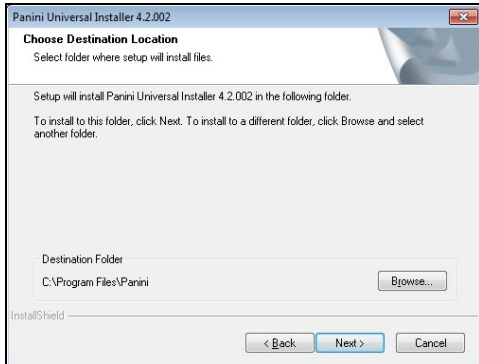 Panini Universal Installer 4.2.002
Choose Destination Location
Select folder where setup will install files.
Setup will install Panini Universal Installer 4.2.002 in the following folder.
To install to this folder, click Next. To install to a different folder, click Browse and select
another folder.
Destination Folder
C:\Program Files\Panini
Browse...
InstallShield
< Back
Next >
Cancel